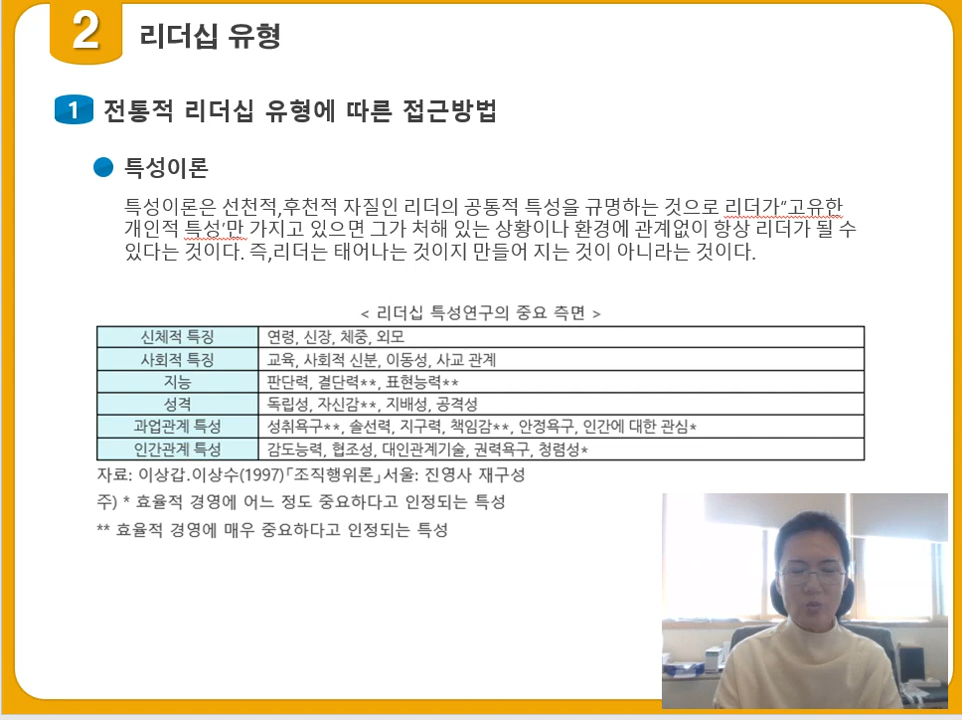 2 리더십 유형
1 전통적 리더십 유형에 따른 접근방법
특성이론
특성이론은 선천적,후천적 자질인 리더의 공통적 특성을 규명하는 것으로 리더가“고유한
개인적 특성’만 가지고 있으면 그가 처해 있는 상황이나 환경에 관계없이 항상 리더가 될 수
있다는 것이다. 즉,리더는 태어나는 것이지 만들어 지는 것이 아니라는 것이다.
< 리더십 특성연구의 중요 측면 >
신체적 특징 연령, 신장, 체중, 외모
사회적 특징 교육, 사회적 신분, 이동성, 사교 관계
지능 판단력, 결단력**, 표현능력**
성격 독립성, 자신감**, 지배성, 공격성
과업관계 특성 성취욕구**, 솔선력, 지구력, 책임감**, 안정욕구, 인간에 대한 관심*
인간관계 특성 감도능력, 협조성, 대인관계기술, 권력욕구, 청렴성*
자료: 이상갑.이상수(1997)「조직행위론」서울: 진영사 재구성
주) * 효율적 경영에 어느 정도 중요하다고 인정되는 특성
** 효율적 경영에 매우 중요하다고 인정되는 특성